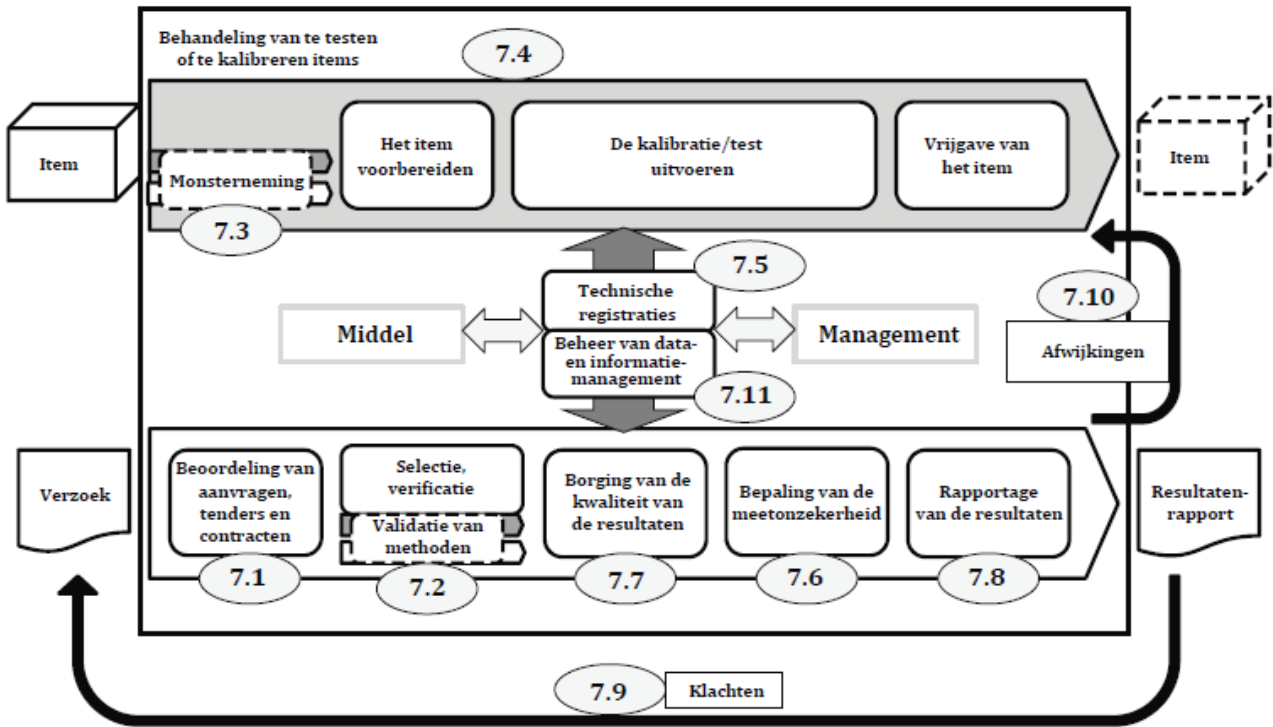 Behandeling van te testen
of te kalibreren items
7.4
Item
Monsterneming
7.3
Het item
voorbereiden
De kalibratie/test
uitvoeren
Vrijgave van
het item
Item
7.5
Technische
registraties
Middel
Management
Beheer van data-
en informatie-
management
7.11
7.10
Afwijkingen
Verzoek
Beoordeling van
aanvragen,
tenders en
contracten
7.1
Selectie,
verificatie
Validatie van
methoden
7.2
Borging van de
kwaliteit van
de resultaten
7.7
Bepaling van de
meetonzekerheid
7.6
Rapportage
van de resultaten
7.8
Resultaten-
rapport
7.9
Klachten